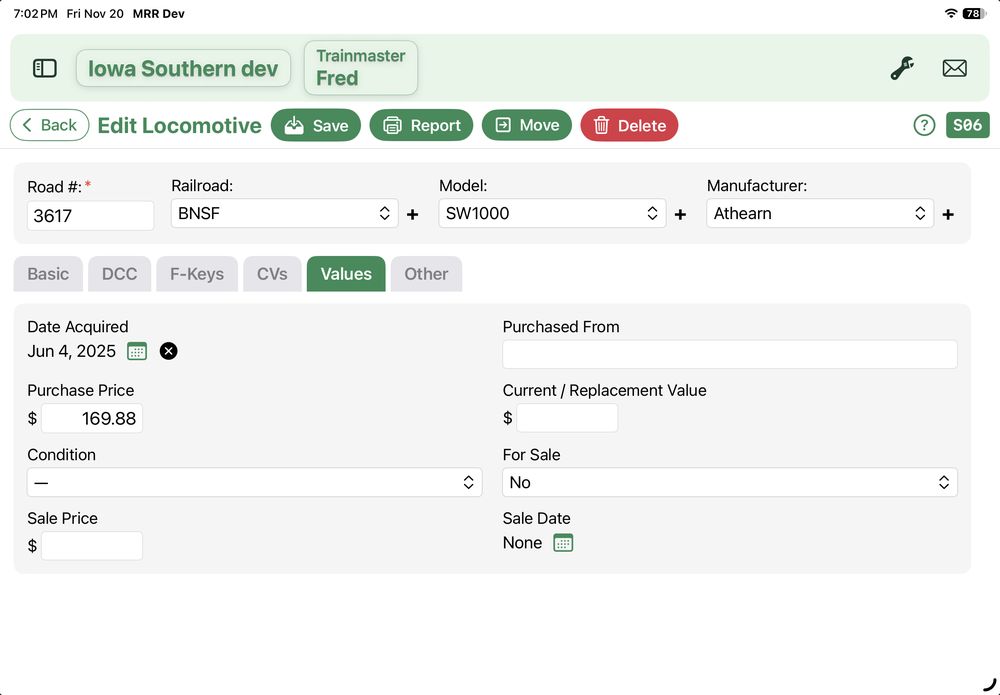 7:02 PM Fri Nov 20 MRR Dev 78
Iowa Southern dev
Trainmaster
Fred
Back Edit Locomotive Save Report Move Delete ? S06
Road #:* Railroad: Model: Manufacturer:
3617 BNSF + SW1000 + Athearn +
Basic DCC F-Keys CVs Values Other
Date Acquired Purchased From
Jun 4, 2025
Purchase Price Current / Replacement Value
$ 169.88 $
Condition For Sale
— No
Sale Price Sale Date
$ None